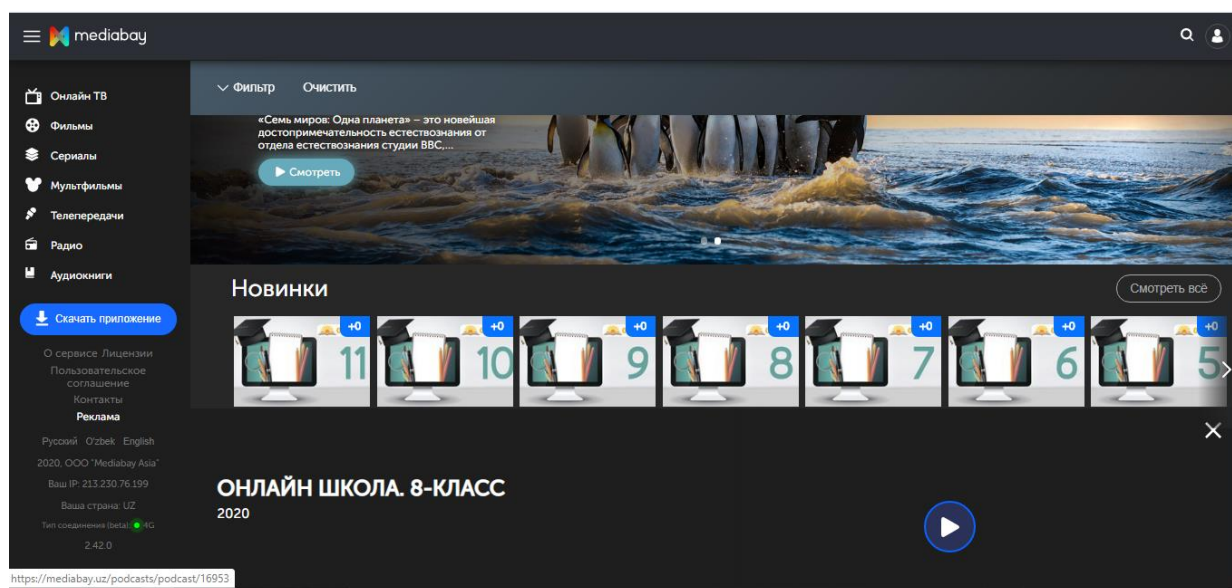 mediabay
Онлайн ТВ
Фильмы
Сериалы
Мультфильмы
Телепередачи
Радио
Аудиокниги
Скачать приложение
О сервисе Лицензии
Пользовательское
соглашение
Контакты
Реклама
Русский O'zbek English
2020, ООО "Mediabay Asia"
Ваш IP: 213.230.76.199
Ваша страна: UZ
Тип соединения (beta): 4G
2.42.0
Фильтр Очистить
«Семь миров: Одна планета» – это новейшая
достопримечательность естествознания от
отдела естествознания студии BBC,...
Смотреть
Новинки
Смотреть всё
+0 +0 +0 +0 +0 +0 +0
11 10 9 8 7 6 5
ОНЛАЙН ШКОЛА. 8-КЛАСС
2020
https://mediabay.uz/podcasts/podcast/16953